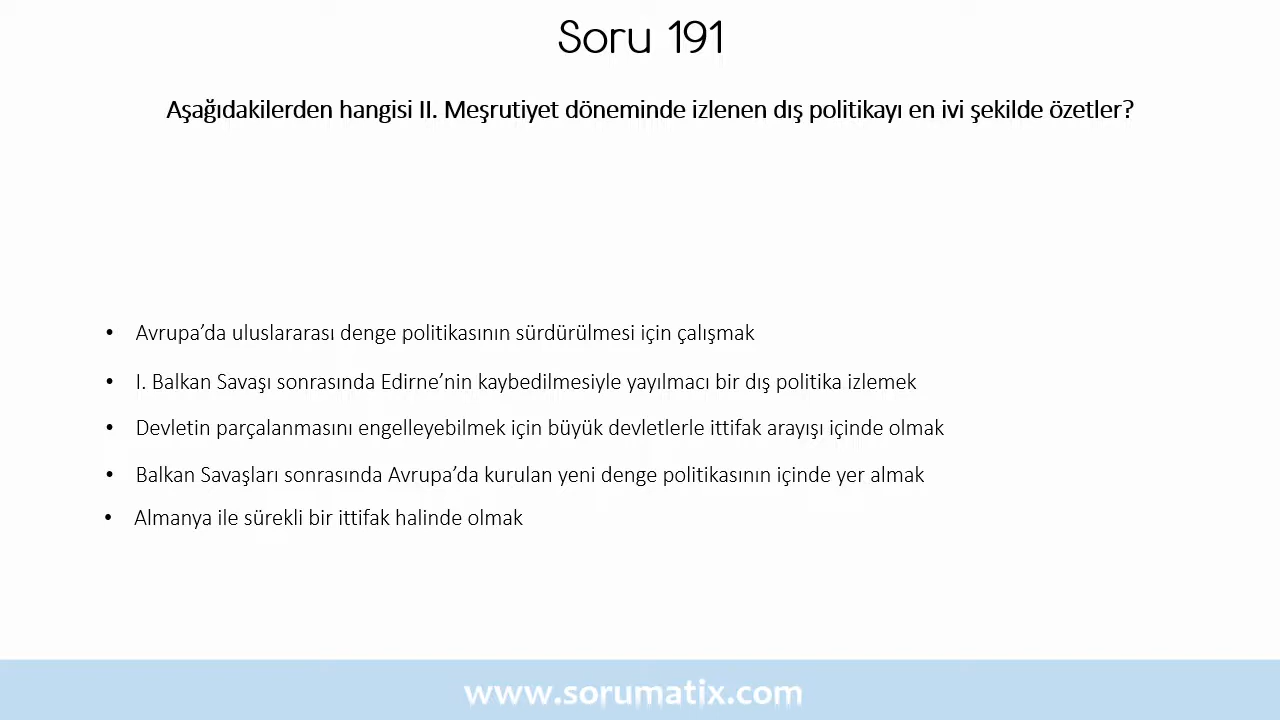 Soru 191
Aşağıdakilerden hangisi II. Meşrutiyet döneminde izlenen dış politikayı en ivi şekilde özetler?
• Avrupa’da uluslararası denge politikasının sürdürülmesi için çalışmak
• I. Balkan Savaşı sonrasında Edirne’nin kaybedilmesiyle yayılmacı bir dış politika izlemek
• Devletin parçalanmasını engelleyebilmek için büyük devletlerle ittifak arayışı içinde olmak
• Balkan Savaşları sonrasında Avrupa’da kurulan yeni denge politikasının içinde yer almak
• Almanya ile sürekli bir ittifak halinde olmak
www.sorumatix.com